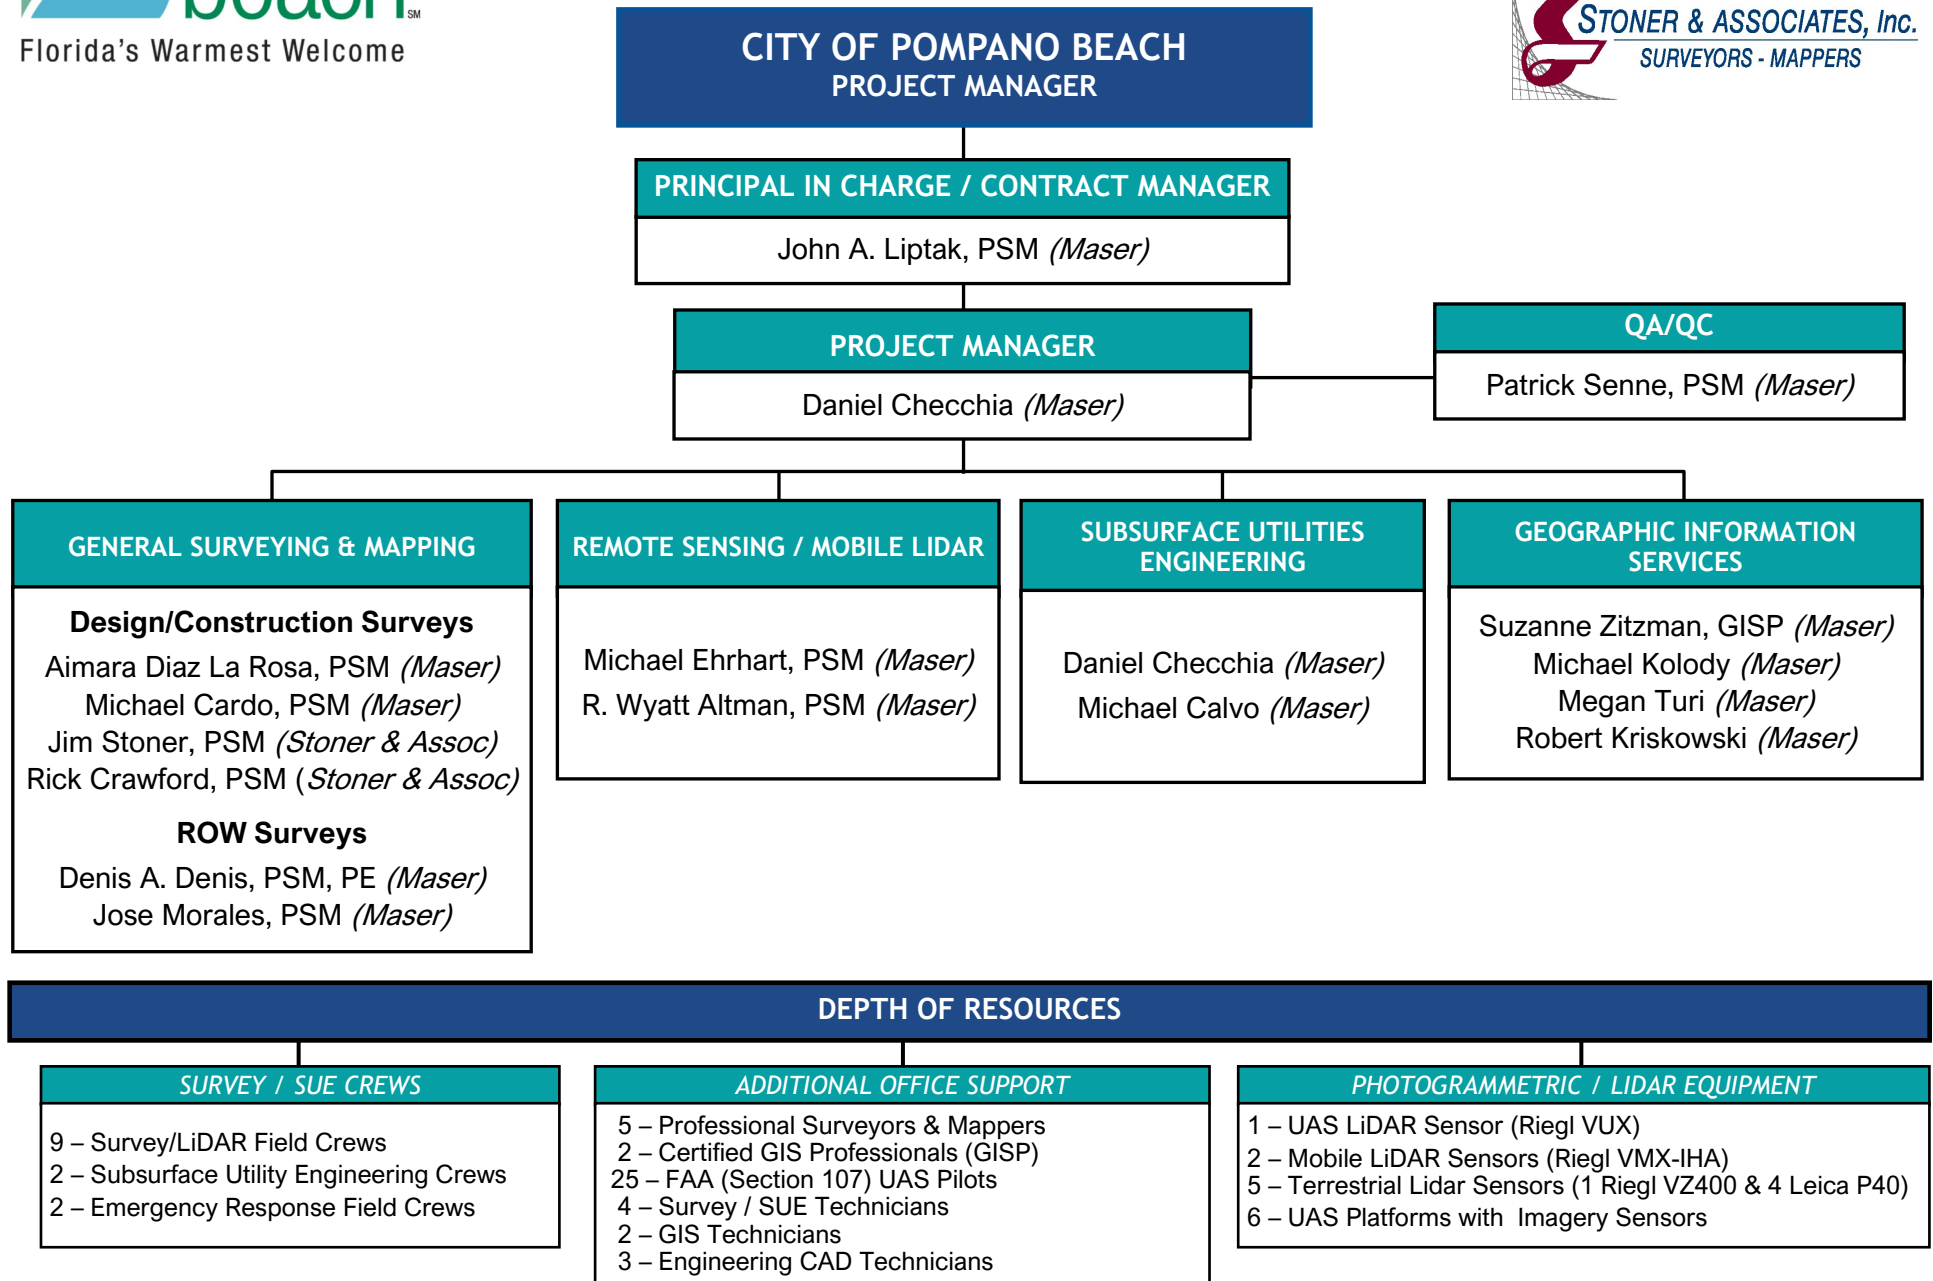 beach SM
Florida's Warmest Welcome
CITY OF POMPANO BEACH
PROJECT MANAGER
STONER & ASSOCIATES, Inc.
SURVEYORS - MAPPERS
PRINCIPAL IN CHARGE / CONTRACT MANAGER
John A. Liptak, PSM (Maser)
PROJECT MANAGER
Daniel Checchia (Maser)
QA/QC
Patrick Senne, PSM (Maser)
GENERAL SURVEYING & MAPPING
Design/Construction Surveys
Aimara Diaz La Rosa, PSM (Maser)
Michael Cardo, PSM (Maser)
Jim Stoner, PSM (Stoner & Assoc)
Rick Crawford, PSM (Stoner & Assoc)
ROW Surveys
Denis A. Denis, PSM, PE (Maser)
Jose Morales, PSM (Maser)
REMOTE SENSING / MOBILE LIDAR
Michael Ehrhart, PSM (Maser)
R. Wyatt Altman, PSM (Maser)
SUBSURFACE UTILITIES
ENGINEERING
Daniel Checchia (Maser)
Michael Calvo (Maser)
GEOGRAPHIC INFORMATION
SERVICES
Suzanne Zitzman, GISP (Maser)
Michael Kolody (Maser)
Megan Turi (Maser)
Robert Kriskowski (Maser)
DEPTH OF RESOURCES
SURVEY / SUE CREWS
9 – Survey/LiDAR Field Crews
2 – Subsurface Utility Engineering Crews
2 – Emergency Response Field Crews
ADDITIONAL OFFICE SUPPORT
5 – Professional Surveyors & Mappers
2 – Certified GIS Professionals (GISP)
25 – FAA (Section 107) UAS Pilots
4 – Survey / SUE Technicians
2 – GIS Technicians
3 – Engineering CAD Technicians
PHOTOGRAMMETRIC / LIDAR EQUIPMENT
1 – UAS LiDAR Sensor (Riegl VUX)
2 – Mobile LiDAR Sensors (Riegl VMX-IHA)
5 – Terrestrial Lidar Sensors (1 Riegl VZ400 & 4 Leica P40)
6 – UAS Platforms with Imagery Sensors